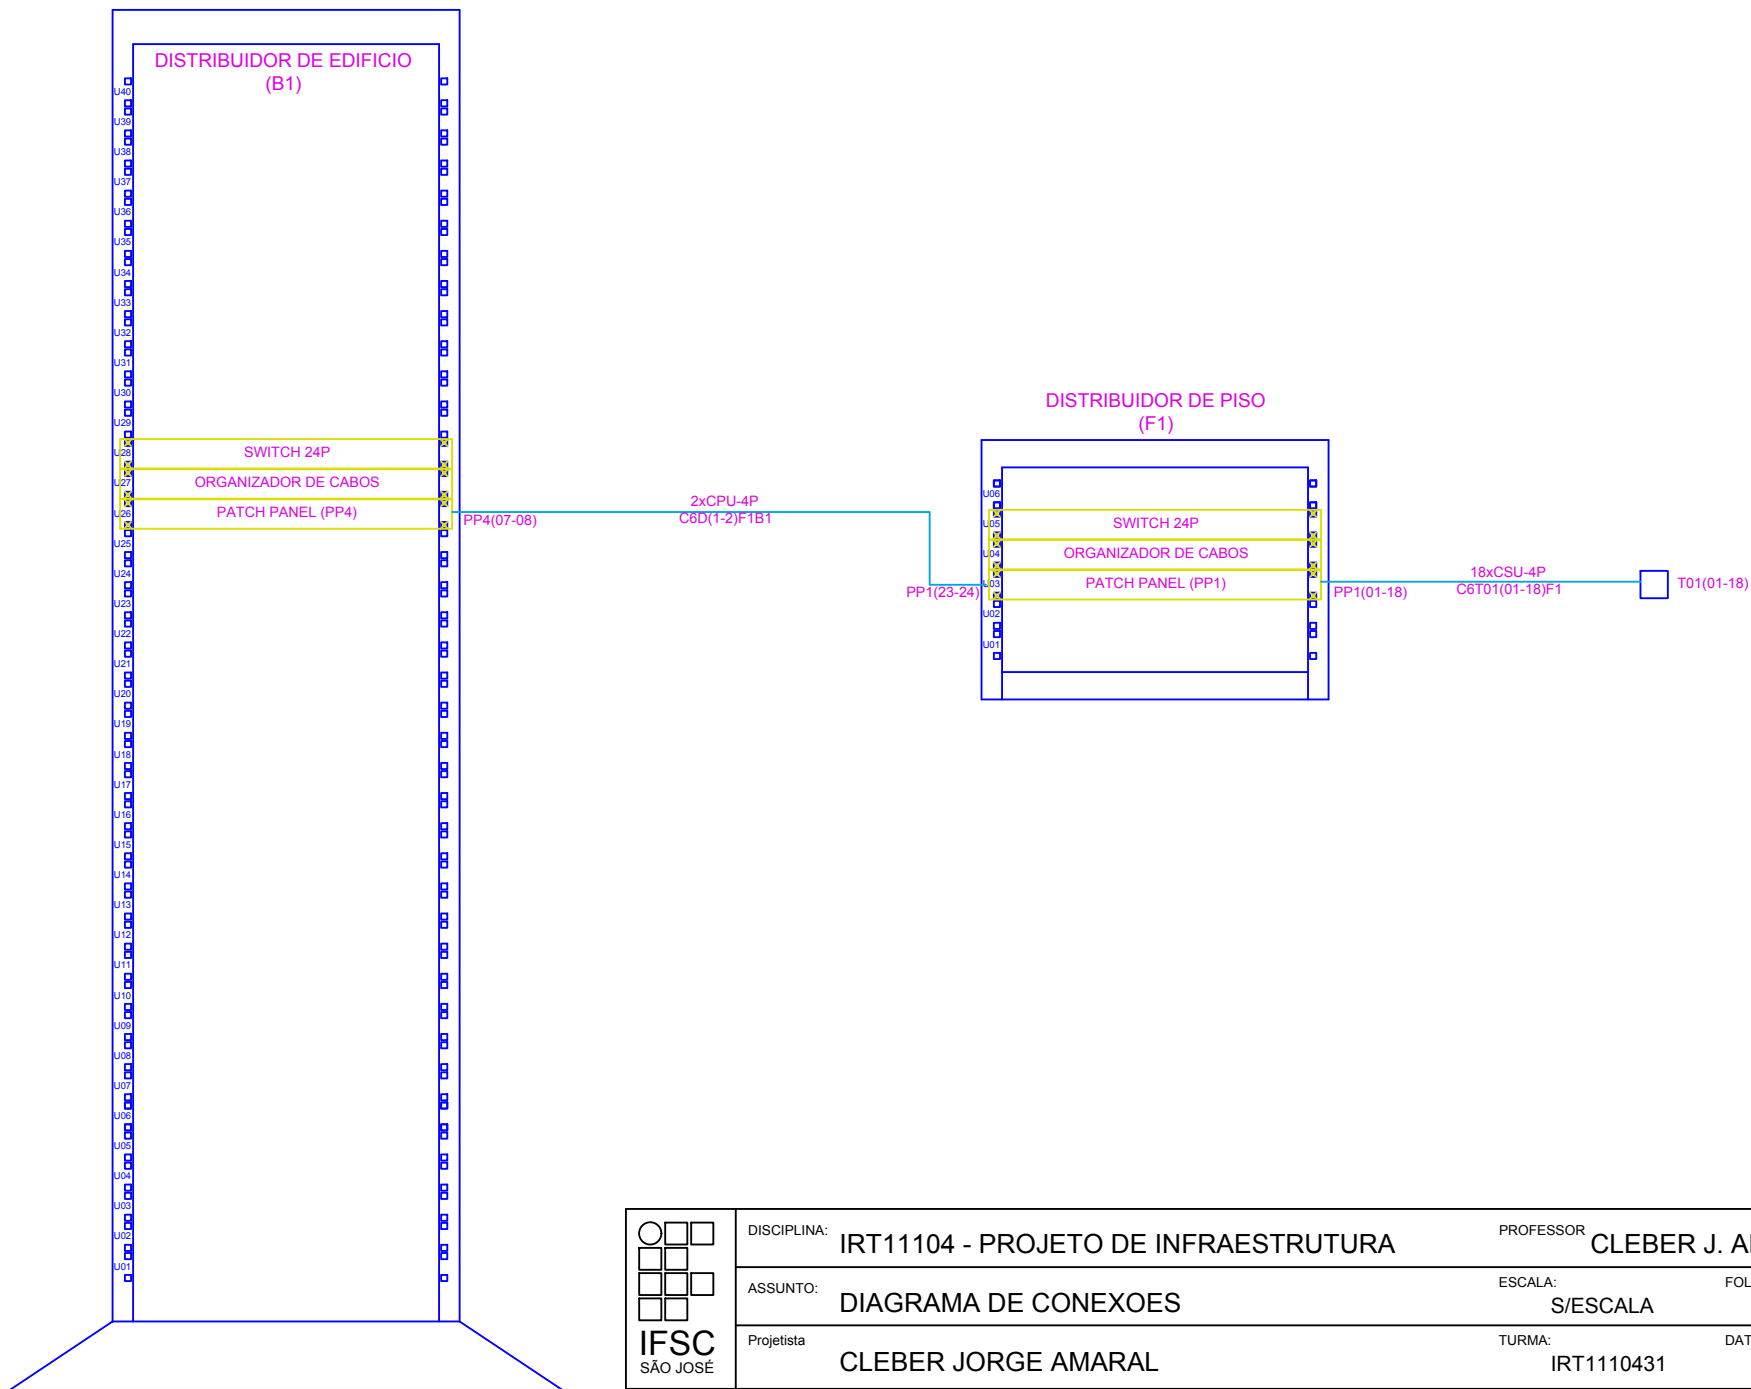 DISTRIBUIDOR DE EDIFICIO
(B1)
U40
U39
U38
U37
U36
U35
U34
U33
U32
U31
U30
U29
U28
SWITCH 24P
U27
ORGANIZADOR DE CABOS
U26
PATCH PANEL (PP4)
PP4(07-08)
U25
U24
U23
U22
U21
U20
U19
U18
U17
U16
U15
U14
U13
U12
U11
U10
U09
U08
U07
U06
U05
U04
U03
U02
U01
2xCPU-4P
C6D(1-2)F1B1
DISTRIBUIDOR DE PISO
(F1)
U06
U05
SWITCH 24P
U04
ORGANIZADOR DE CABOS
PP1(23-24)
U03
PATCH PANEL (PP1)
PP1(01-18)
U02
U01
18xCSU-4P
C6T01(01-18)F1
T01(01-18)
IFSC
SÃO JOSÉ
DISCIPLINA: IRT11104 - PROJETO DE INFRAESTRUTURA
PROFESSOR CLEBER J.
ASSUNTO: DIAGRAMA DE CONEXOES
ESCALA: S/ESCALA
Projetista CLEBER JORGE AMARAL
TURMA: IRT1110431